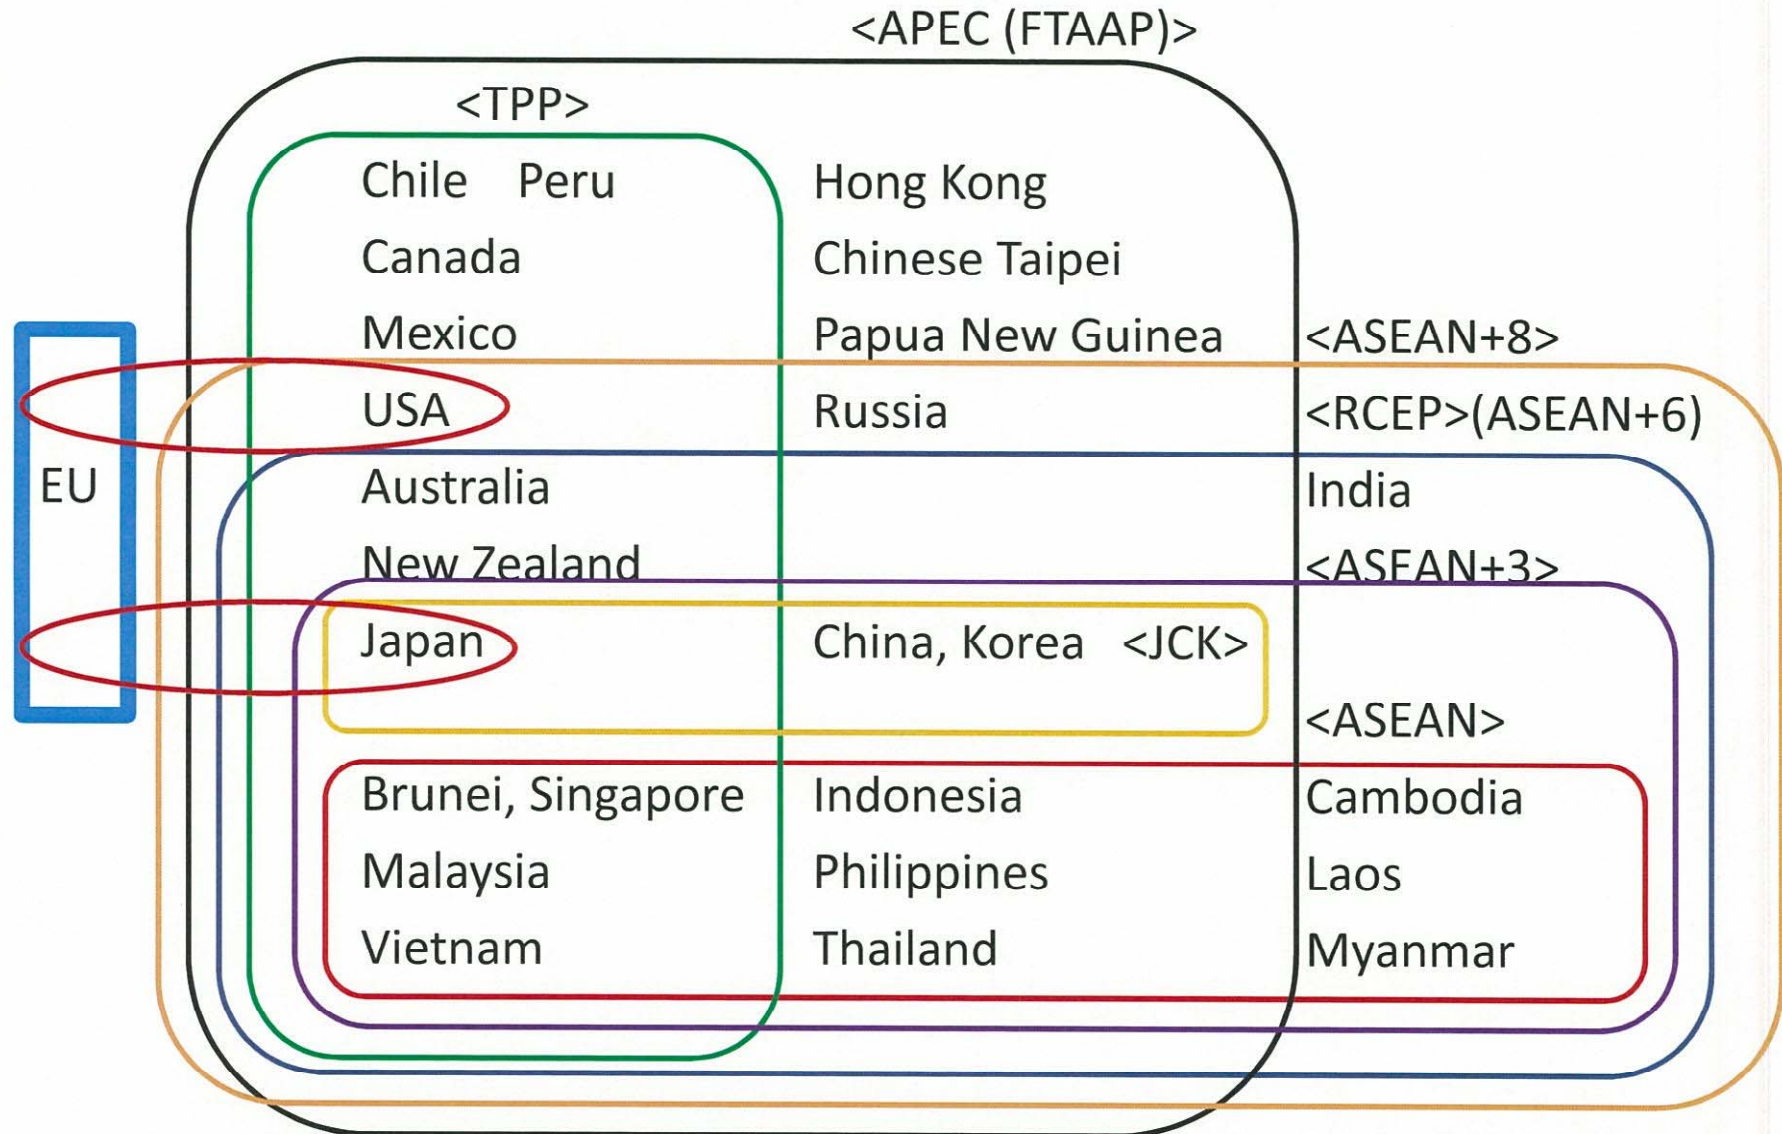 <APEC (FTAAP)>
<TPP>
Chile Peru Hong Kong
Canada Chinese Taipei
Mexico Papua New Guinea <ASEAN+8>
USA Russia <RCEP>(ASEAN+6)
EU Australia India
New Zealand <ASEAN+3>
Japan China, Korea <JCK>
<ASEAN>
Brunei, Singapore Indonesia Cambodia
Malaysia Philippines Laos
Vietnam Thailand Myanmar